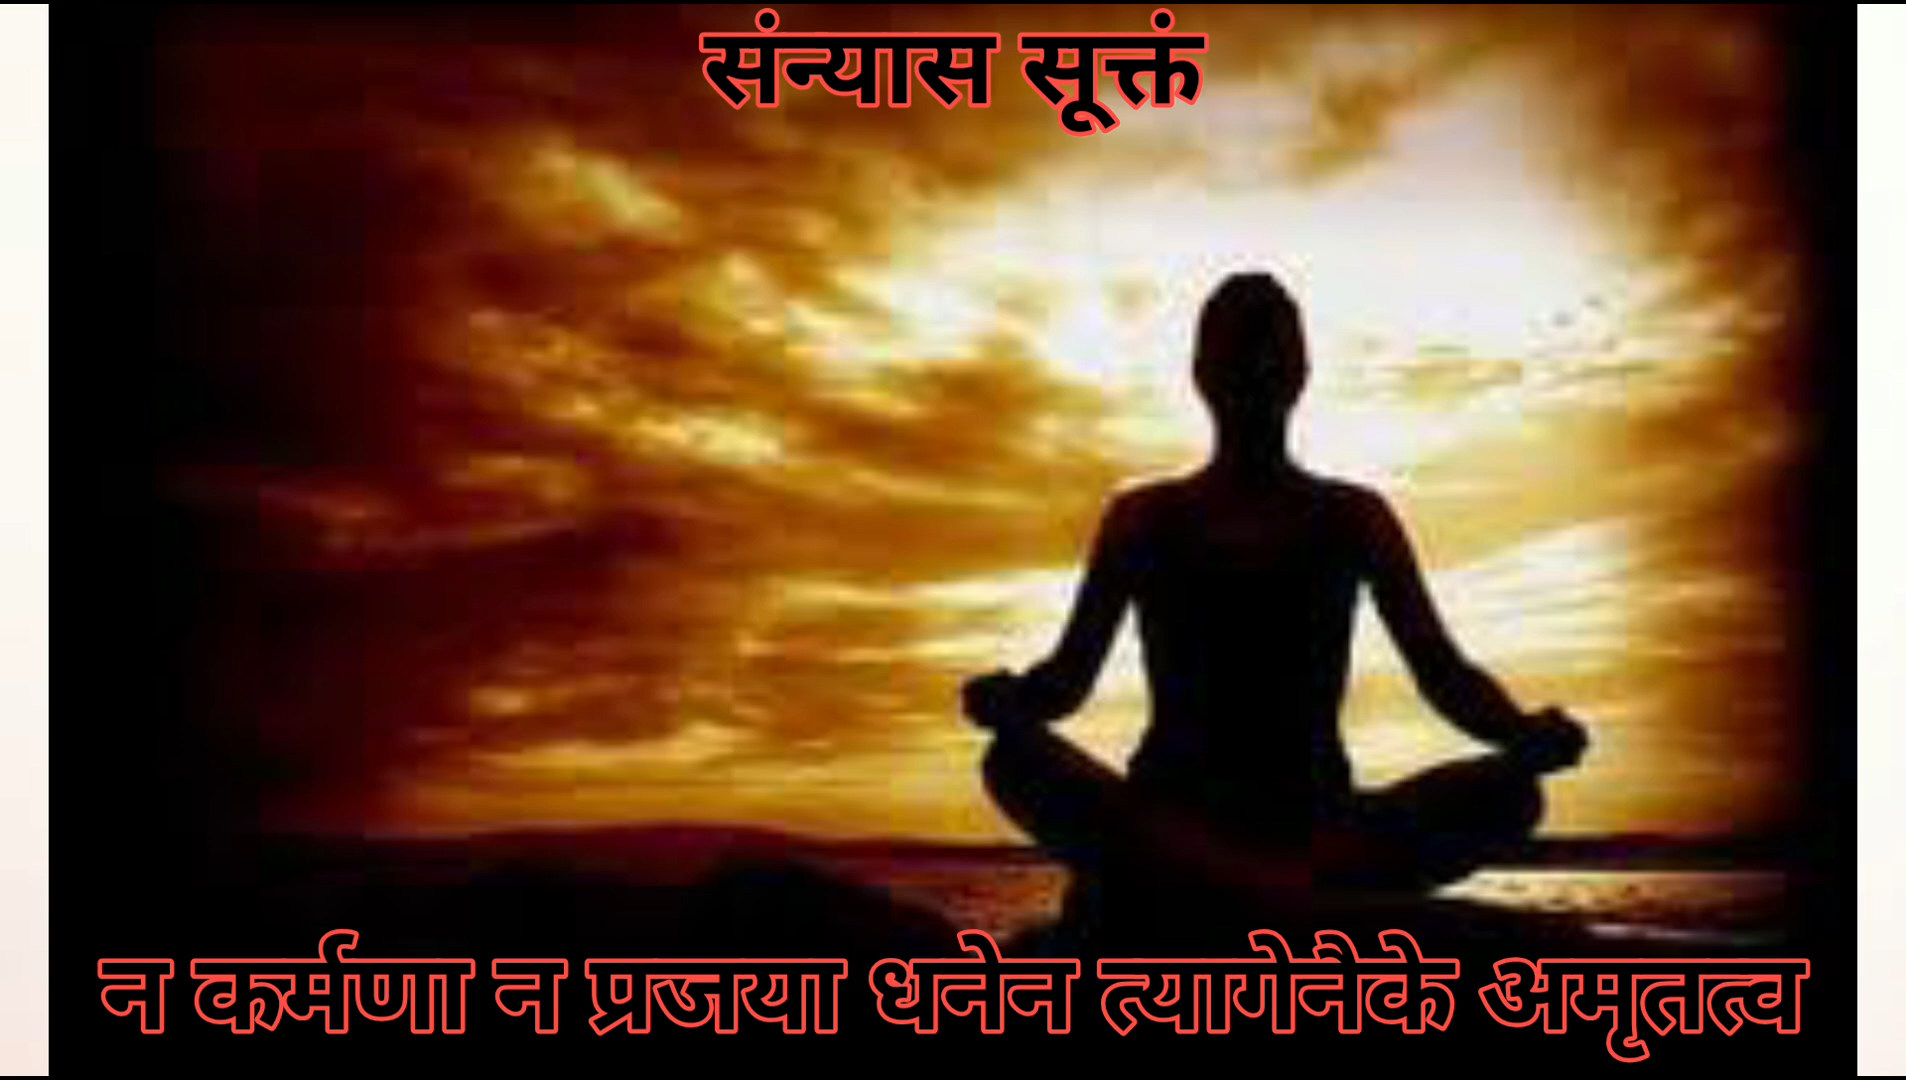 संन्यास सूक्तं
न कर्मणा न प्रजया धनेन त्यागेनैके अमृतत्व